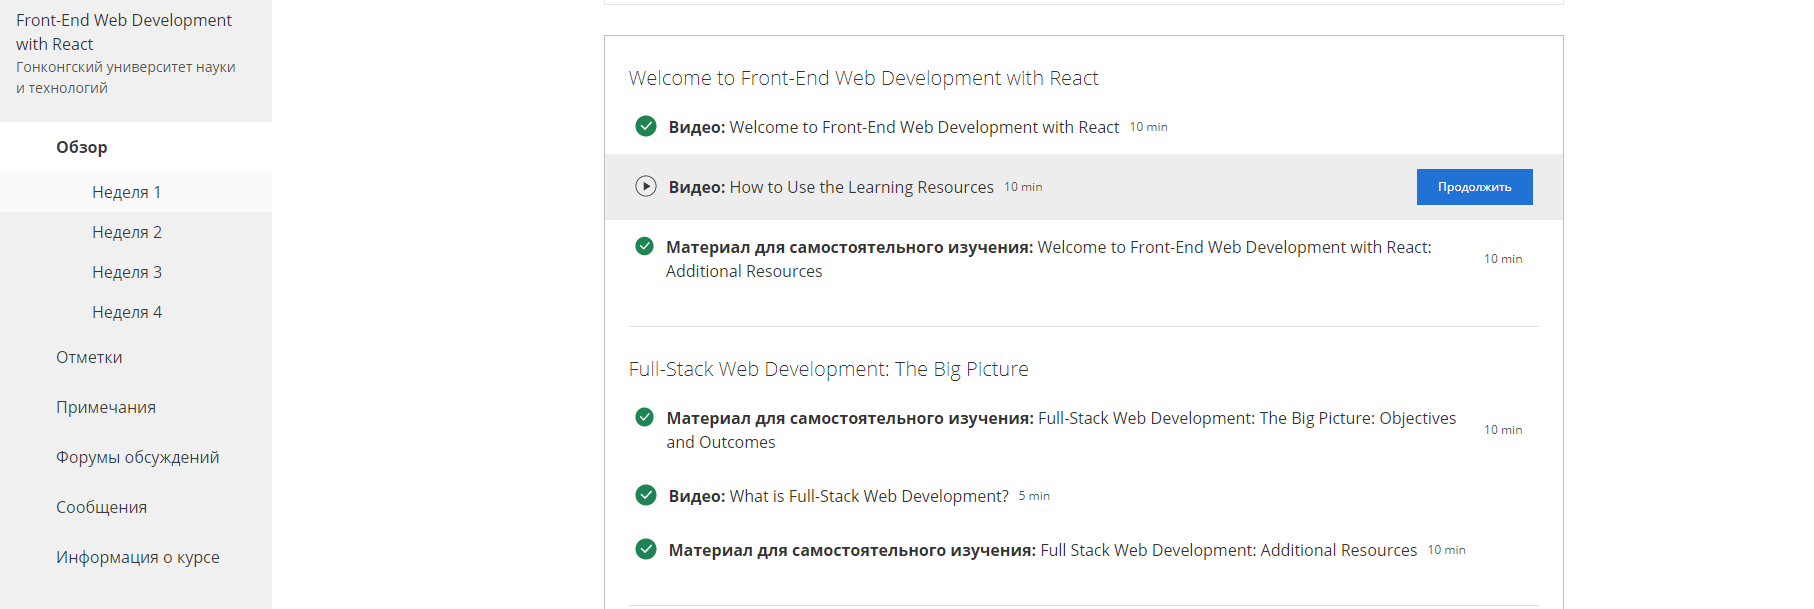 Front-End Web Development
with React
Гонконгский университет науки
и технологий
Обзор
Неделя 1
Неделя 2
Неделя 3
Неделя 4
Отметки
Примечания
Форумы обсуждений
Сообщения
Информация о курсе
Welcome to Front-End Web Development with React
Видео: Welcome to Front-End Web Development with React 10 min
Видео: How to Use the Learning Resources 10 min Продолжить
Материал для самостоятельного изучения: Welcome to Front-End Web Development with React:
Additional Resources
10 min
Full-Stack Web Development: The Big Picture
Материал для самостоятельного изучения: Full-Stack Web Development: The Big Picture: Objectives
and Outcomes
10 min
Видео: What is Full-Stack Web Development? 5 min
Материал для самостоятельного изучения: Full Stack Web Development: Additional Resources 10 min